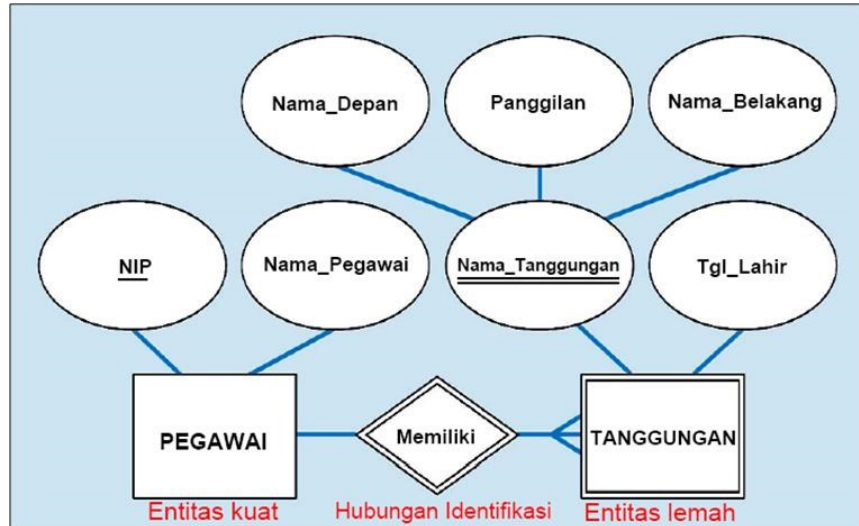 Nama_Depan
Panggilan
Nama_Belakang
NIP
Nama_Pegawai
Nama_Tanggungan
Tgl_Lahir
PEGAWAI
Memiliki
TANGGUNGAN
Entitas kuat
Hubungan Identifikasi
Entitas lemah